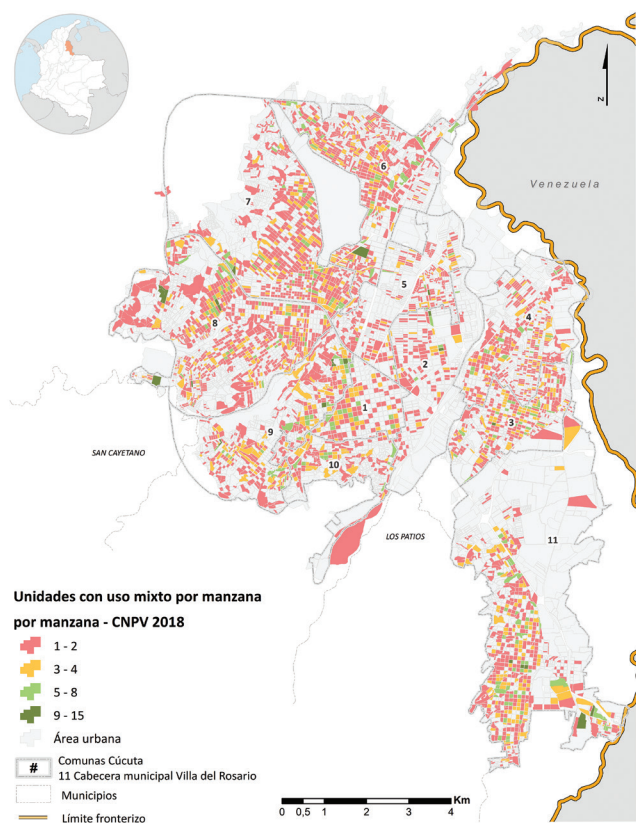 Z
Venezuela
6
7
5
4
8
2
1
3
9
10
SAN CAYETANO
LOS PATIOS
11
Unidades con uso mixto por manzana
por manzana - CNPV 2018
1 - 2
3 - 4
5 - 8
9 - 15
Área urbana
# Comunas Cúcuta
11 Cabecera municipal Villa del Rosario
Municipios
Límite fronterizo
Km
0 0,5 1 2 3 4